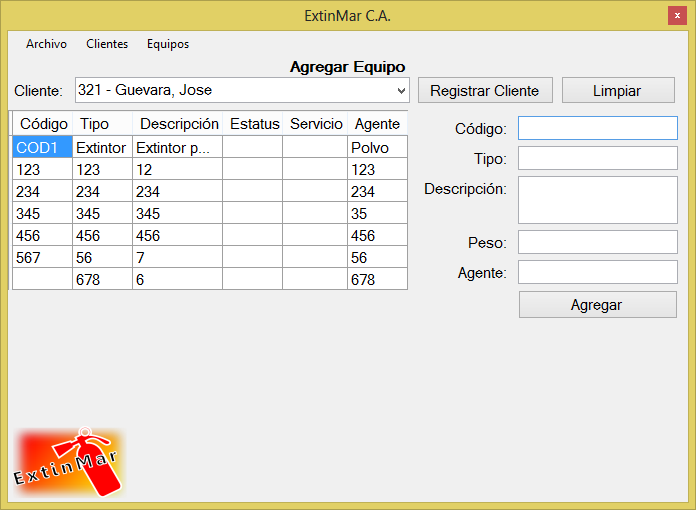 ExtinMar C.A.
x
Archivo Clientes Equipos
Agregar Equipo
Cliente: 321 - Guevara, Jose Registrar Cliente Limpiar
Código Tipo Descripción Estatus Servicio Agente
COD1 Extintor Extintor p... Polvo
123 123 12 123
234 234 234 234
345 345 345 35
456 456 456 456
567 56 7 56
678 6 678
Código:
Tipo:
Descripción:
Peso:
Agente:
Agregar
ExtinMar